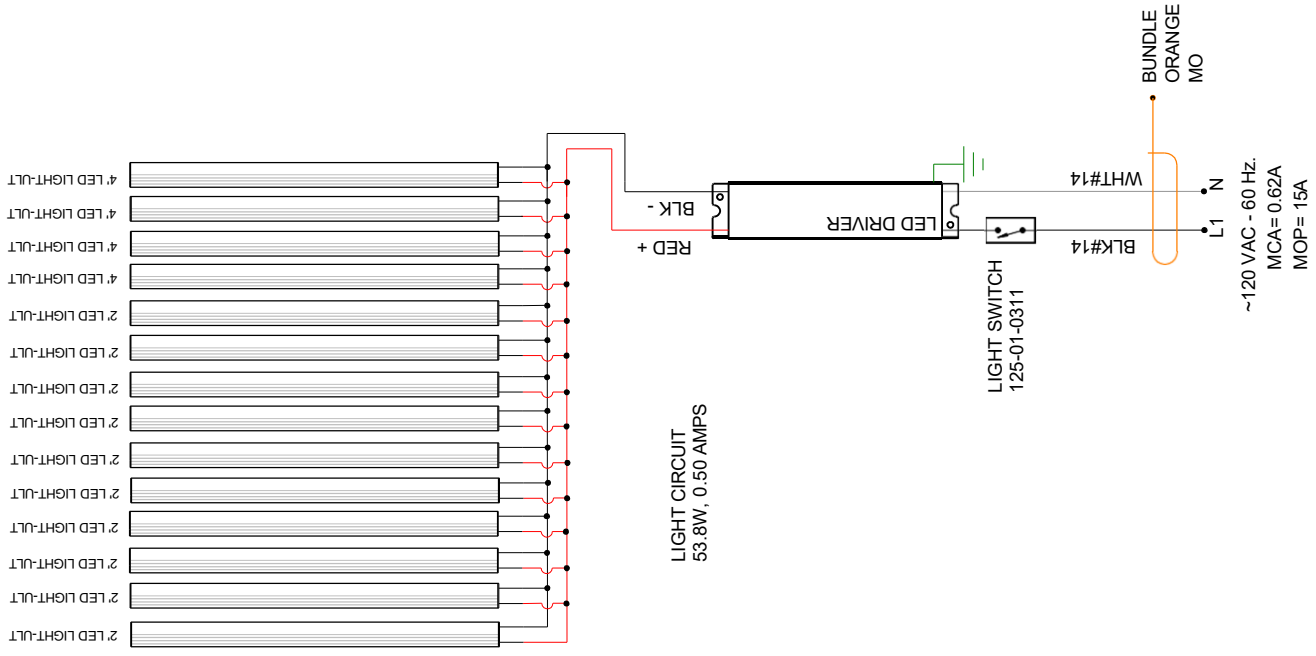 4' LED LIGHT-ULT
4' LED LIGHT-ULT
4' LED LIGHT-ULT
4' LED LIGHT-ULT
2' LED LIGHT-ULT
2' LED LIGHT-ULT
2' LED LIGHT-ULT
2' LED LIGHT-ULT
2' LED LIGHT-ULT
2' LED LIGHT-ULT
2' LED LIGHT-ULT
2' LED LIGHT-ULT
2' LED LIGHT-ULT
2' LED LIGHT-ULT
BLK -
RED +
LED DRIVER
LIGHT CIRCUIT
53.8W, 0.50 AMPS
LIGHT SWITCH
125-01-0311
WHT#14
BLK#14
BUNDLE
ORANGE
MO
N
L1
~120 VAC - 60 Hz.
MCA= 0.62A
MOP= 15A